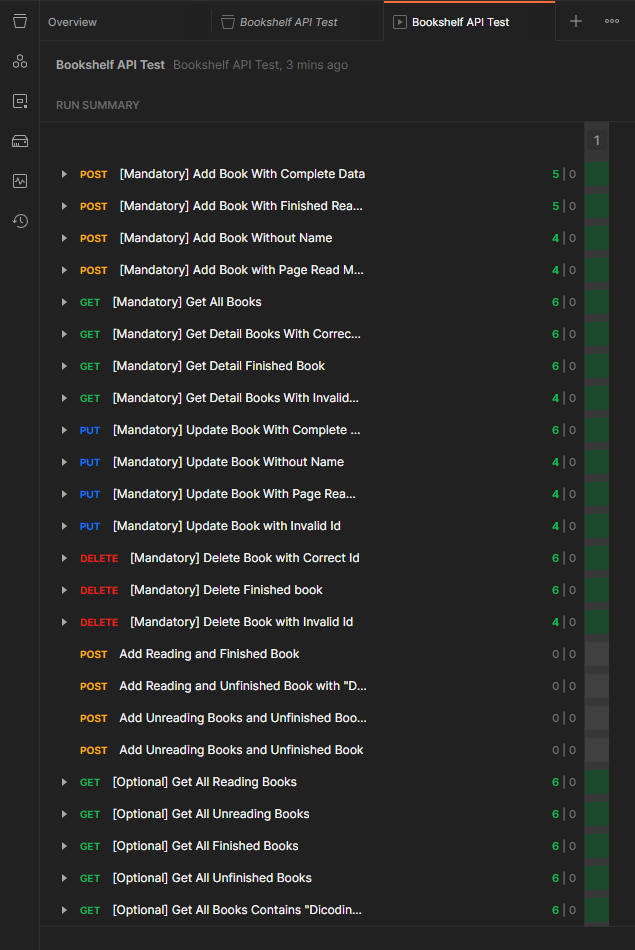 Overview Bookshelf API Test Bookshelf API Test
Bookshelf API Test Bookshelf API Test, 3 mins ago
RUN SUMMARY
1
POST [Mandatory] Add Book With Complete Data 5 | 0
POST [Mandatory] Add Book With Finished Rea... 5 | 0
POST [Mandatory] Add Book Without Name 4 | 0
POST [Mandatory] Add Book with Page Read M... 4 | 0
GET [Mandatory] Get All Books 6 | 0
GET [Mandatory] Get Detail Books With Correc... 6 | 0
GET [Mandatory] Get Detail Finished Book 6 | 0
GET [Mandatory] Get Detail Books With Invalid... 4 | 0
PUT [Mandatory] Update Book With Complete ... 6 | 0
PUT [Mandatory] Update Book Without Name 4 | 0
PUT [Mandatory] Update Book With Page Rea... 4 | 0
PUT [Mandatory] Update Book with Invalid Id 4 | 0
DELETE [Mandatory] Delete Book with Correct Id 6 | 0
DELETE [Mandatory] Delete Finished book 6 | 0
DELETE [Mandatory] Delete Book with Invalid Id 4 | 0
POST Add Reading and Finished Book 0 | 0
POST Add Reading and Unfinished Book with "D... 0 | 0
POST Add Unreading Books and Unfinished Boo... 0 | 0
POST Add Unreading Books and Unfinished Book 0 | 0
GET [Optional] Get All Reading Books 6 | 0
GET [Optional] Get All Unreading Books 6 | 0
GET [Optional] Get All Finished Books 6 | 0
GET [Optional] Get All Unfinished Books 6 | 0
GET [Optional] Get All Books Contains "Dicodin... 6 | 0